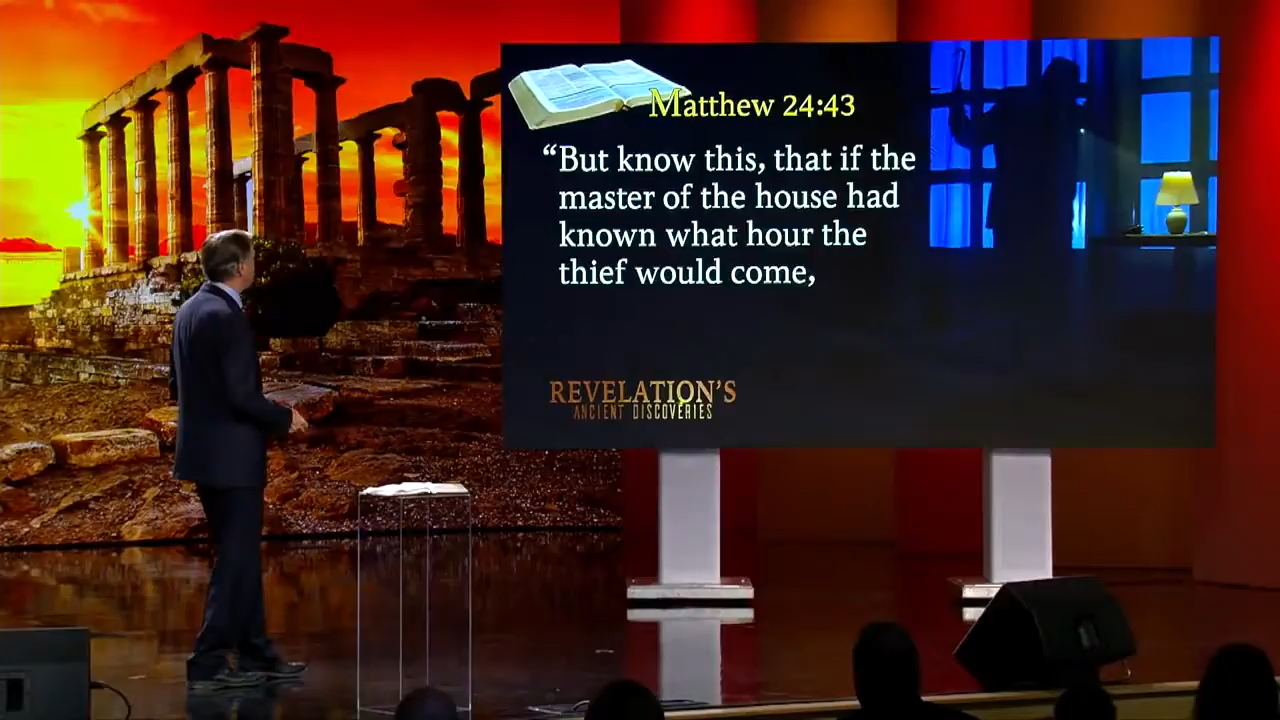 Matthew 24:43
“But know this, that if the
master of the house had
known what hour the
thief would come,
REVELATION'S
ANCIENT DISCOVERIES